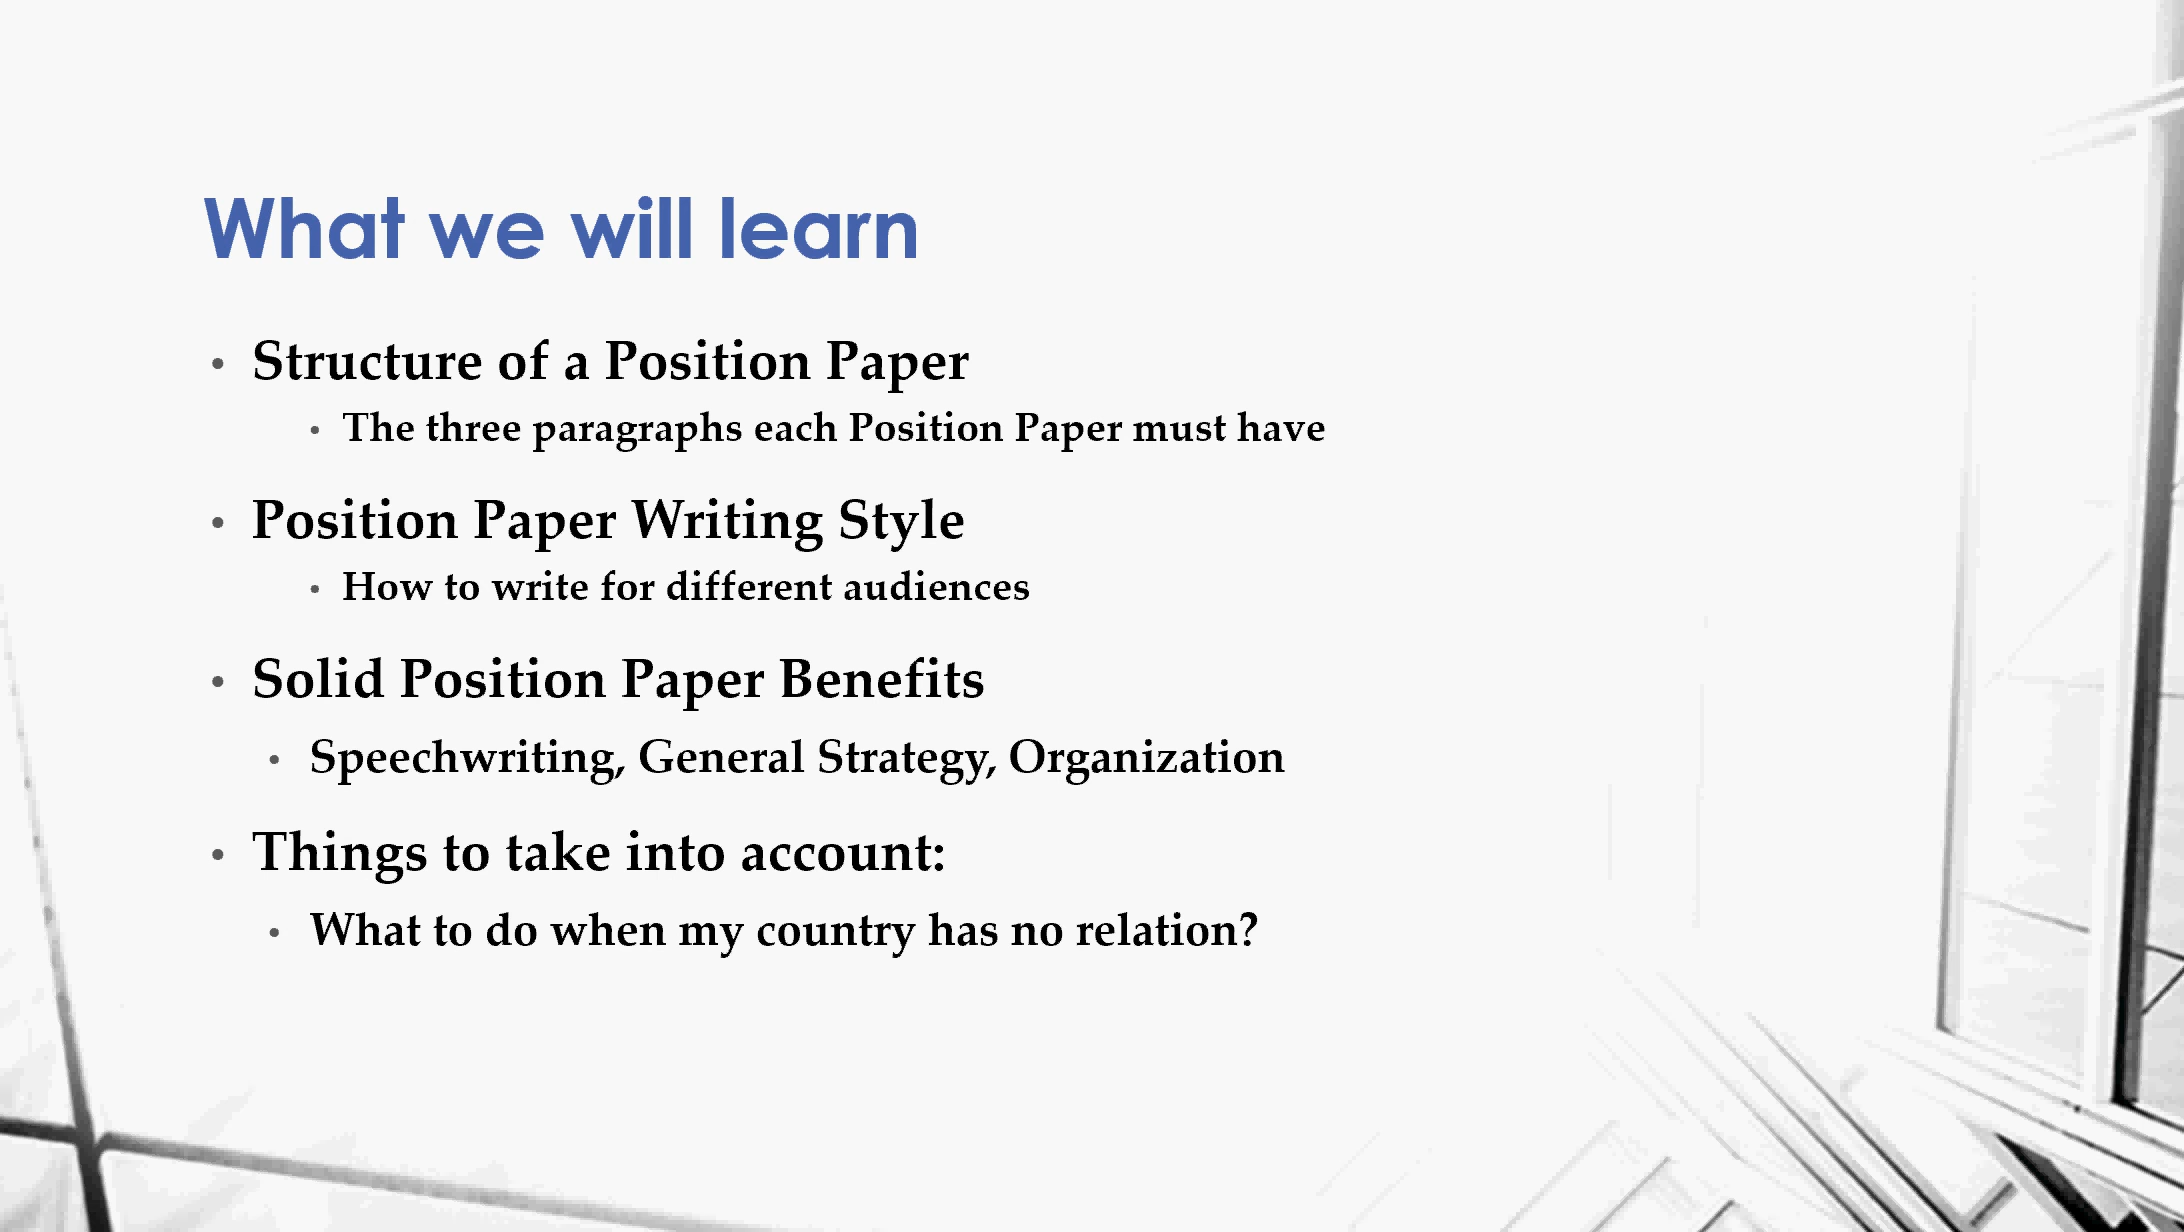 What we will learn
• Structure of a Position Paper
• The three paragraphs each Position Paper must have
• Position Paper Writing Style
• How to write for different audiences
• Solid Position Paper Benefits
• Speechwriting, General Strategy, Organization
• Things to take into account:
• What to do when my country has no relation?